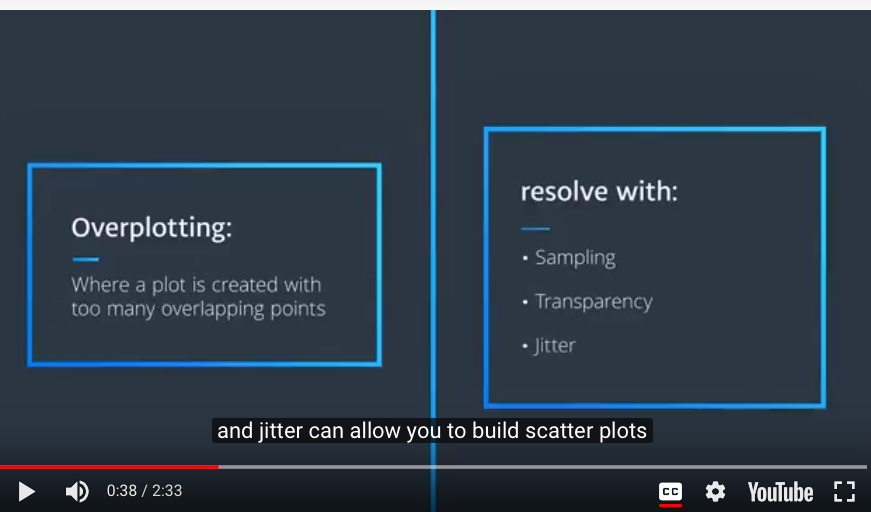 Overplotting:
Where a plot is created with
too many overlapping points
resolve with:
• Sampling
• Transparency
• Jitter
and jitter can allow you to build scatter plots
0:38 / 2:33
CC
YouTube